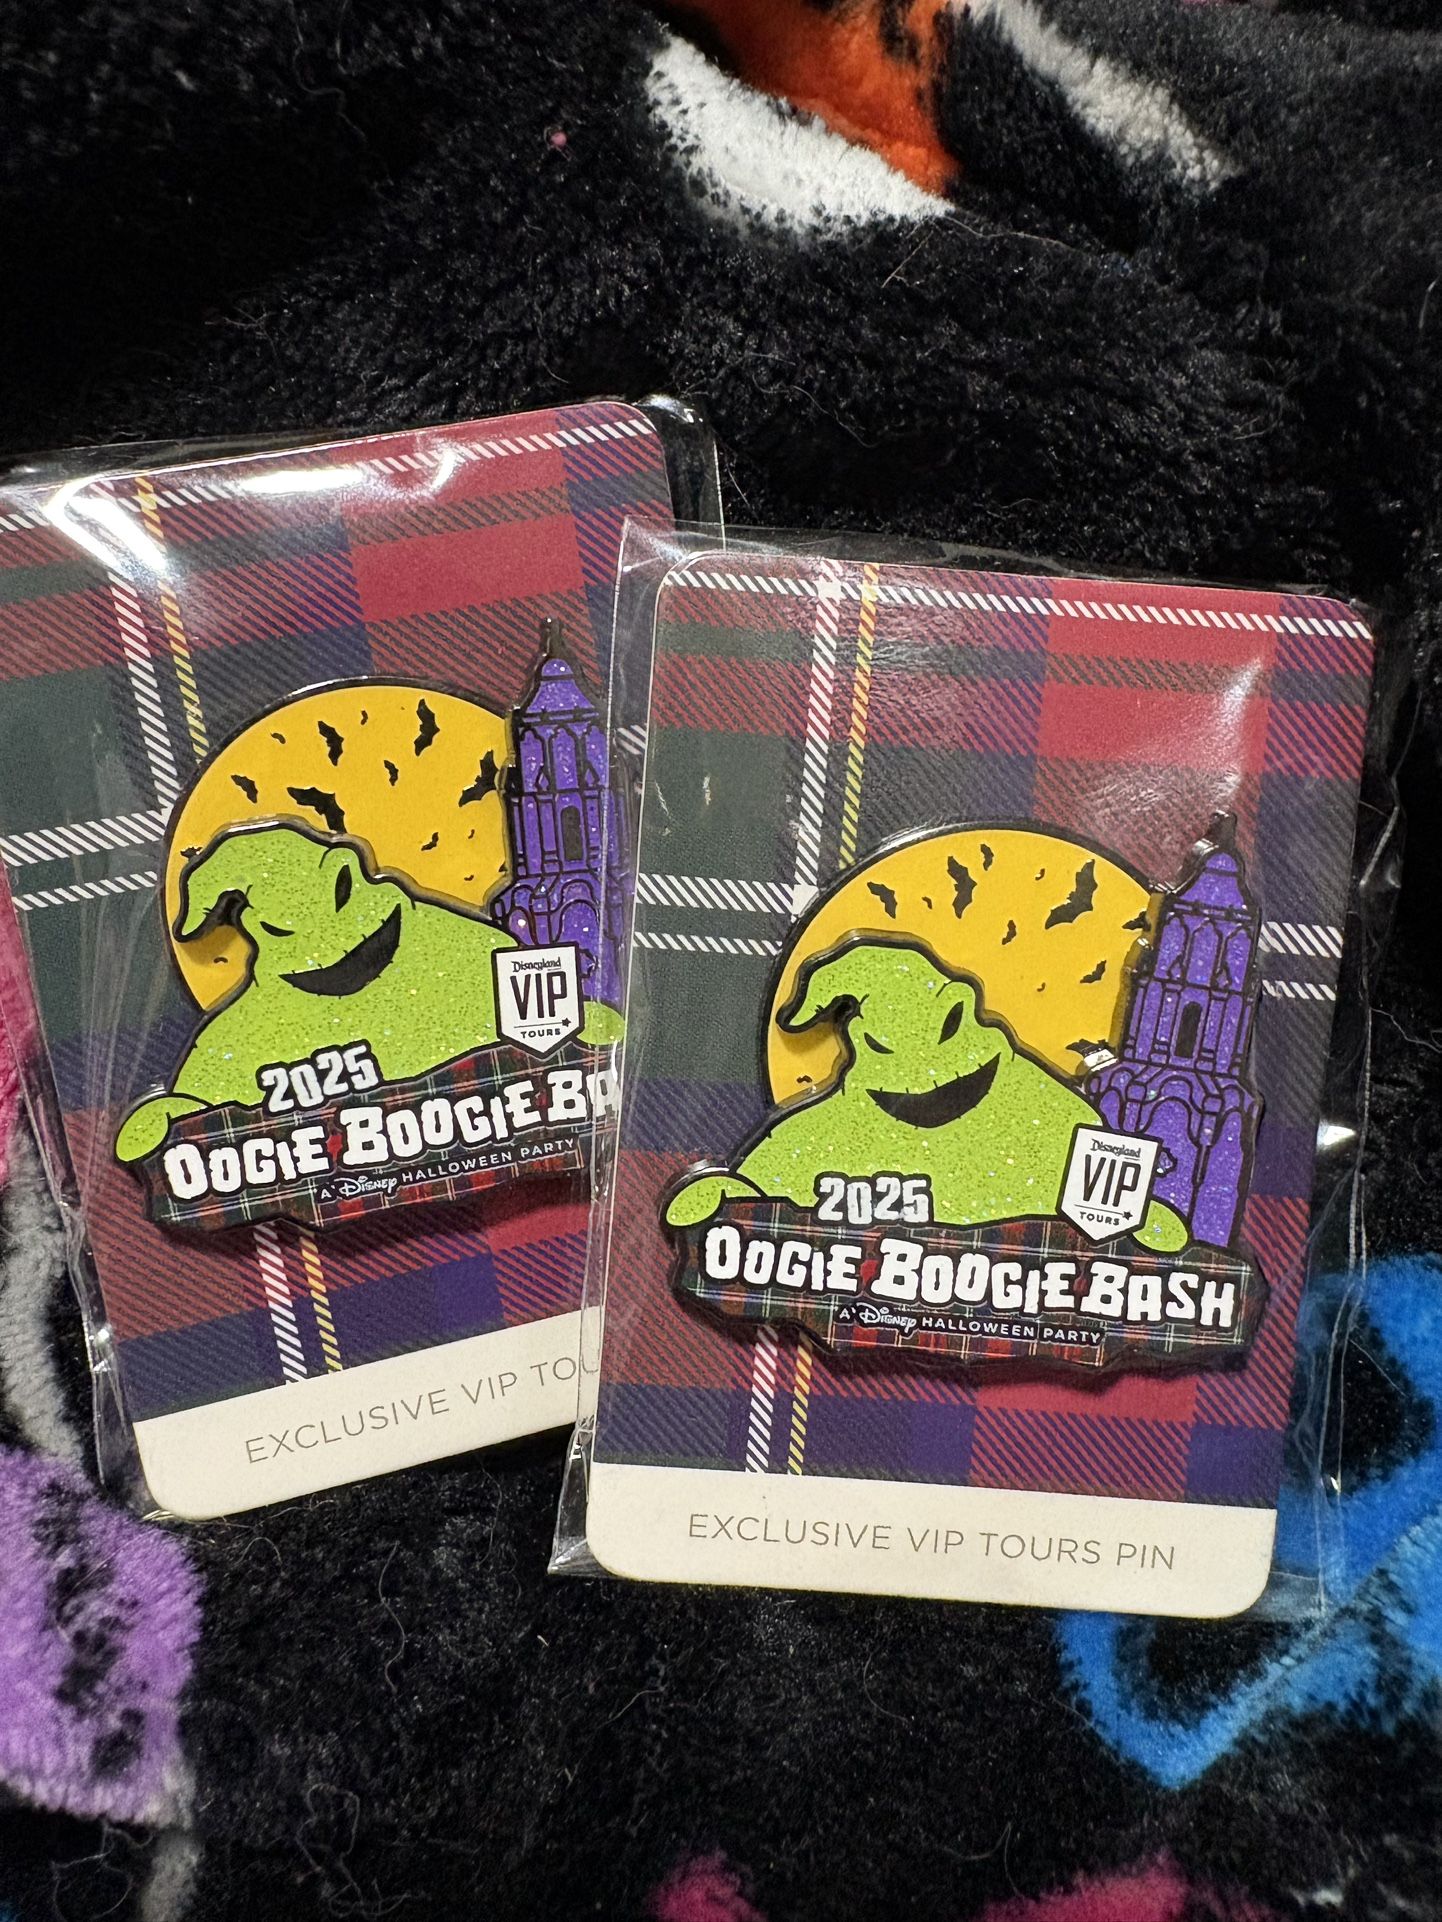 Disneyland
VIP
TOURS
2025
OOGIE BOOGIE BA
A Disney HALLOWEEN PARTY
EXCLUSIVE VIP TOU
Disneyland
VIP
TOURS
2025
OOGIE BOOGIE BASH
A Disney HALLOWEEN PARTY
EXCLUSIVE VIP TOURS PIN